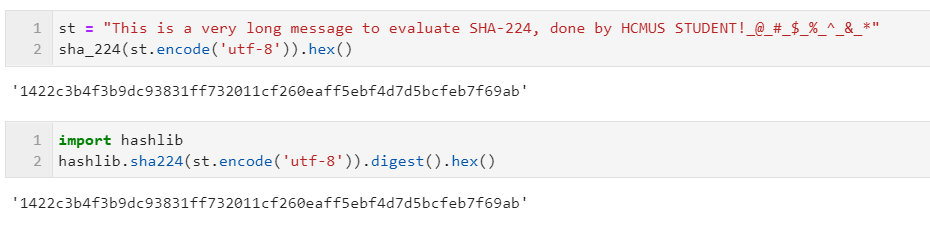 1 st = "This is a very long message to evaluate SHA-224, done by HCMUS STUDENT!_@_#_$_%_^_&_*"
2 sha_224(st.encode('utf-8')).hex()
'1422c3b4f3b9dc93831ff732011cf260eaff5ebf4d7d5bcfeb7f69ab'
1 import hashlib
2 hashlib.sha224(st.encode('utf-8')).digest().hex()
'1422c3b4f3b9dc93831ff732011cf260eaff5ebf4d7d5bcfeb7f69ab'